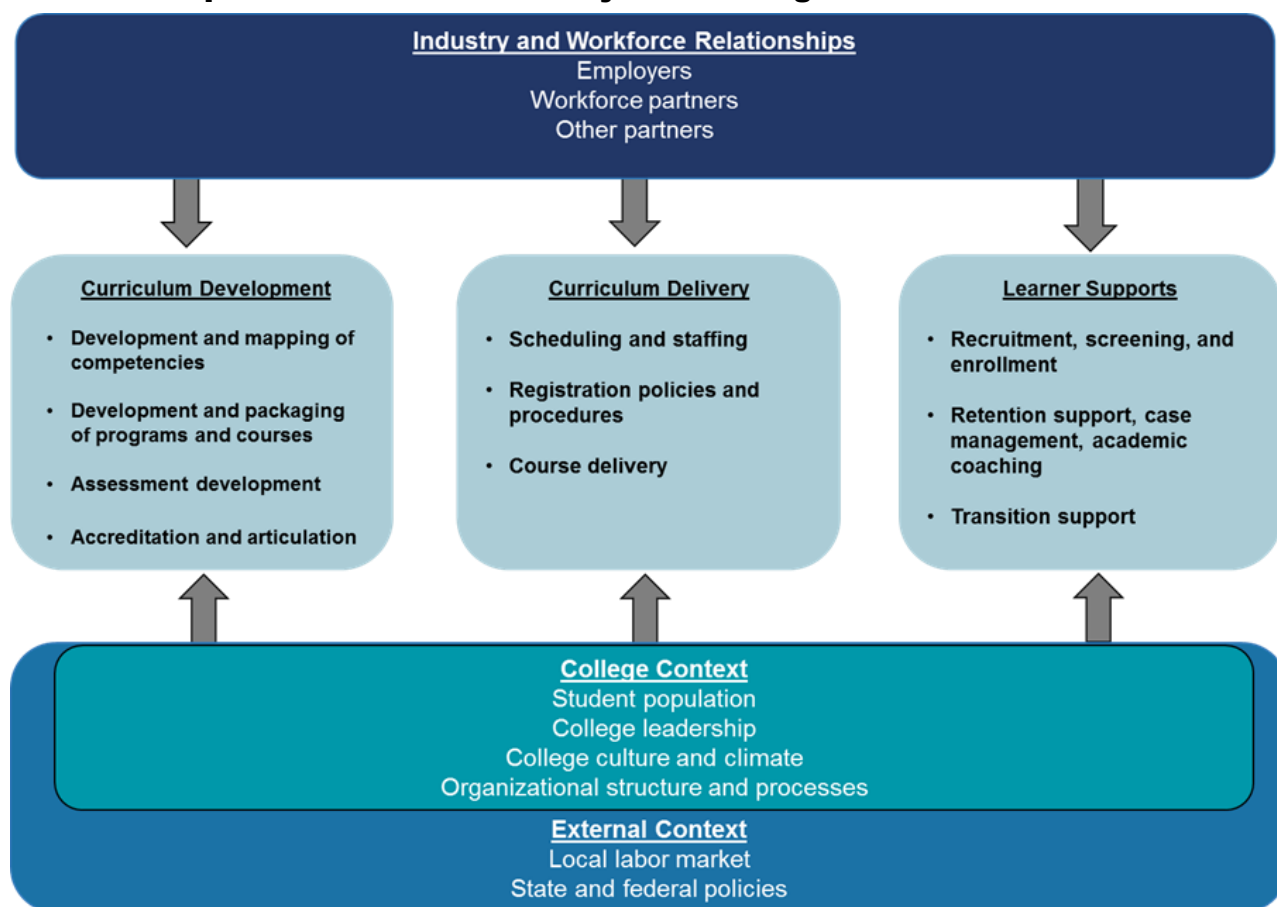 Industry and Workforce Relationships
Employers
Workforce partners
Other partners
Curriculum Development
• Development and mapping of
competencies
• Development and packaging
of programs and courses
• Assessment development
• Accreditation and articulation
Curriculum Delivery
• Scheduling and staffing
• Registration policies and
procedures
• Course delivery
Learner Supports
• Recruitment, screening, and
enrollment
• Retention support, case
management, academic
coaching
• Transition support
College Context
Student population
College leadership
College culture and climate
Organizational structure and processes
External Context
Local labor market
State and federal policies